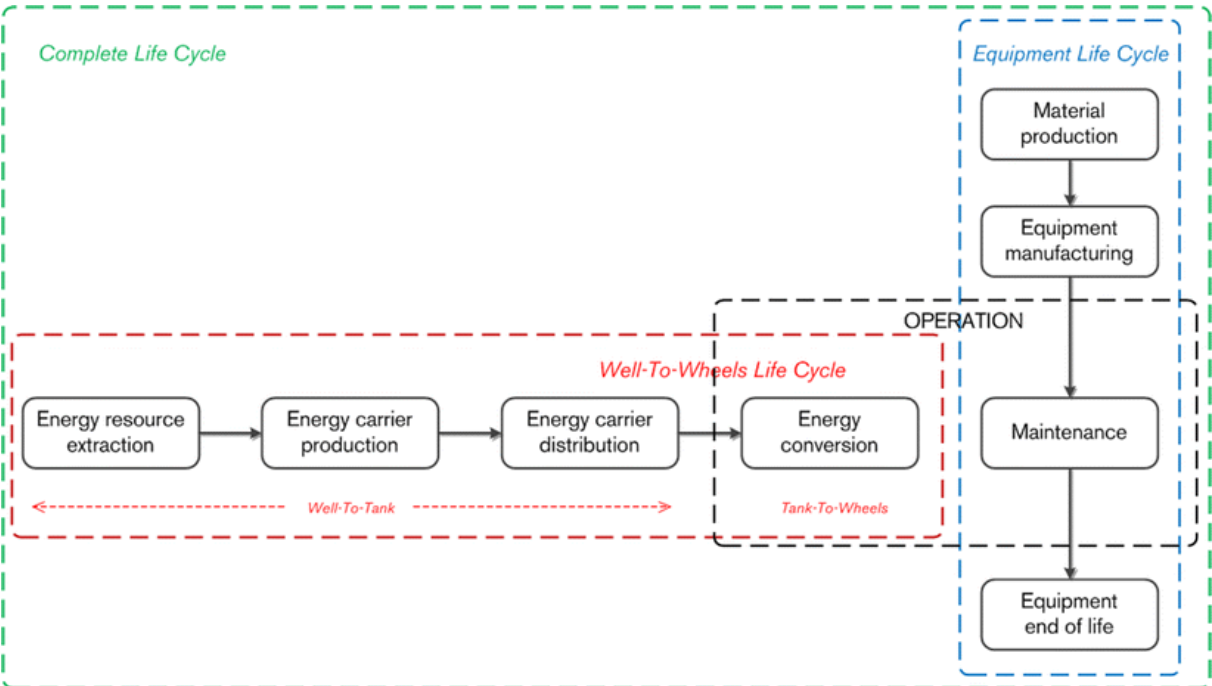 Complete Life Cycle
Equipment Life Cycle
Material
production
Equipment
manufacturing
OPERATION
Well-To-Wheels Life Cycle
Energy resource
extraction
Energy carrier
production
Energy carrier
distribution
Energy
conversion
Maintenance
Well-To-Tank
Tank-To-Wheels
Equipment
end of life